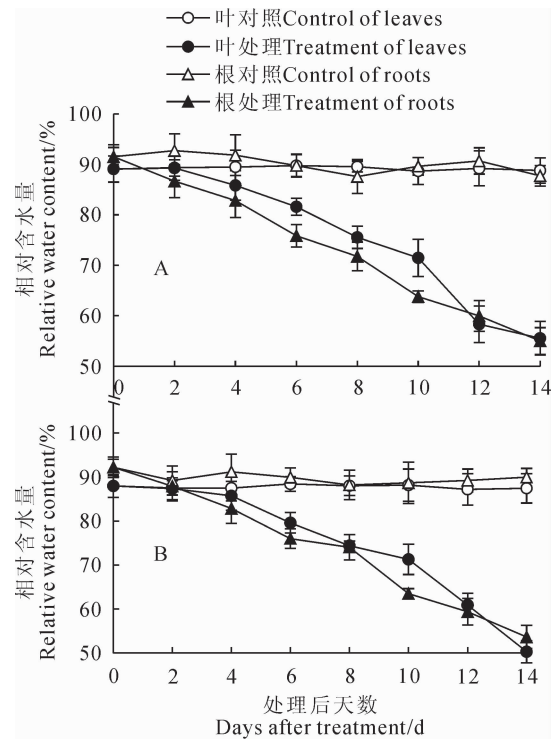 叶对照Control of leaves
叶处理Treatment of leaves
根对照Control of roots
根处理Treatment of roots
相对含水量
Relative water content/%
100
90
80
70
60
50
A
0 2 4 6 8 10 12 14
相对含水量
Relative water content/%
100
90
80
70
60
50
B
0 2 4 6 8 10 12 14
处理后天数
Days after treatment/d